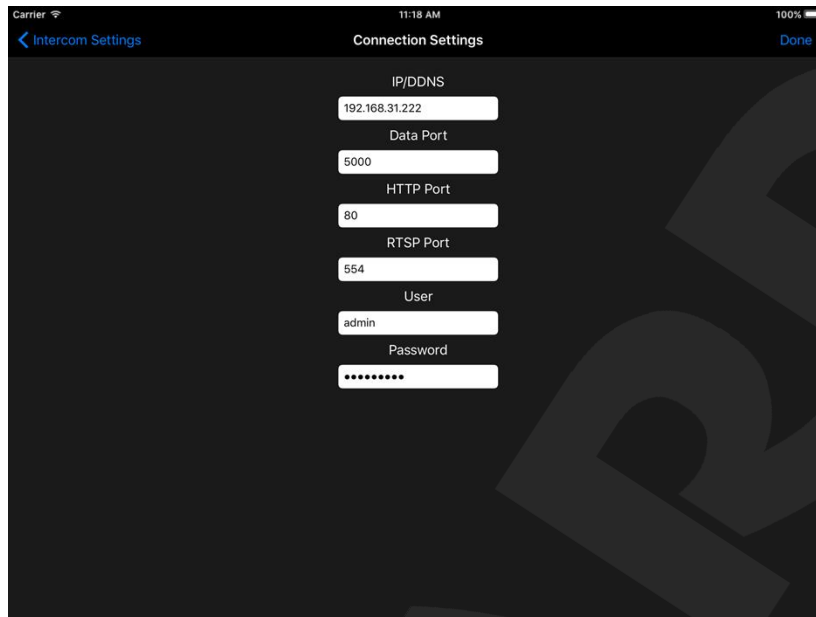 Carrier 11:18 AM 100%
Intercom Settings Connection Settings Done
IP/DDNS
192.168.31.222
Data Port
5000
HTTP Port
80
RTSP Port
554
User
admin
Password
•••••••••